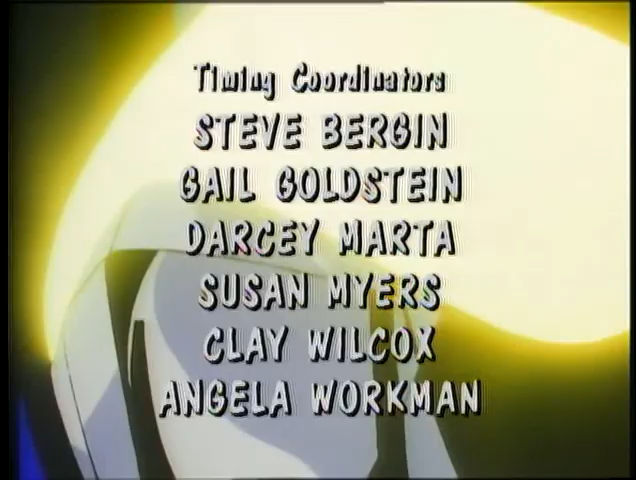 Timing Coordinators
STEVE BERGIN
GAIL GOLDSTEIN
DARCEY MARTA
SUSAN MYERS
CLAY WILCOX
ANGELA WORKMAN